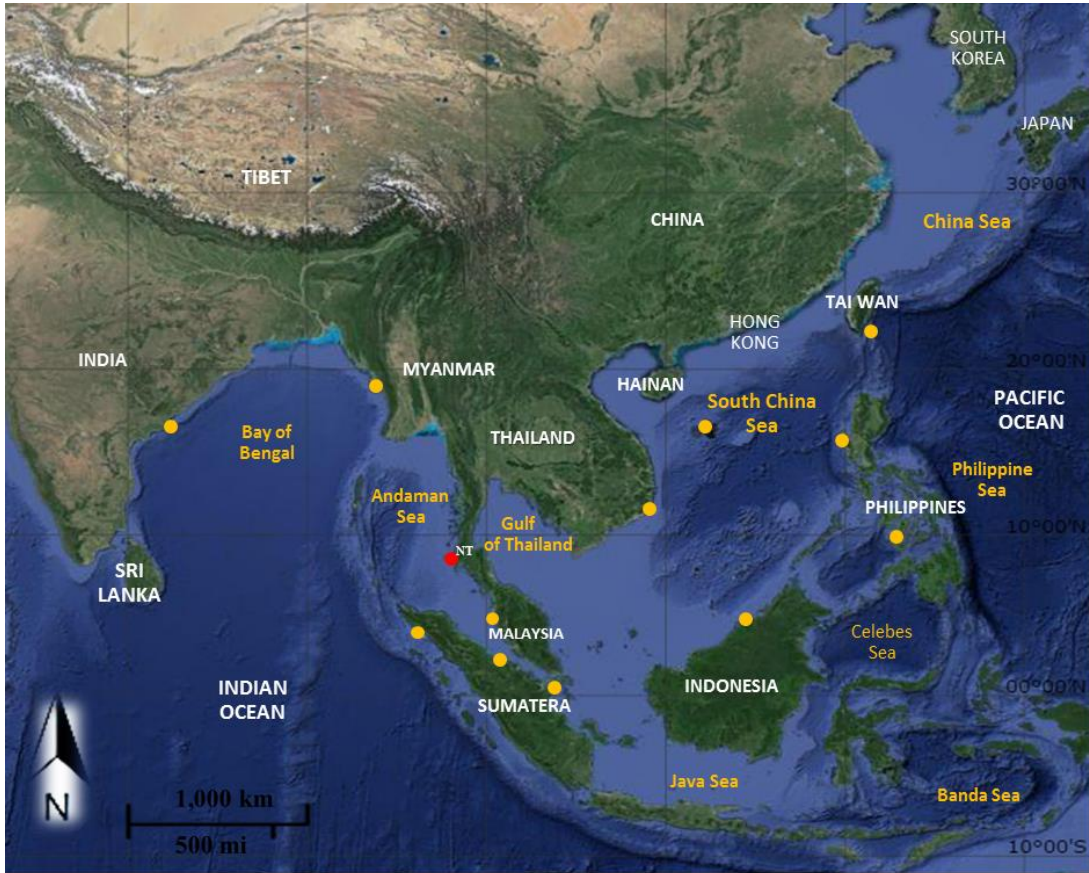 SOUTH
KOREA
JAPAN
TIBET
30°00'N
CHINA
China Sea
TAI WAN
HONG
KONG
INDIA
MYANMAR
20°00'N
HAINAN
South China
Sea
PACIFIC
OCEAN
Bay of
Bengal
THAILAND
Philippine
Sea
Andaman
Sea
PHILIPPINES
Gulf
of Thailand
10°00'N
NT
SRI
LANKA
MALAYSIA
Celebes
Sea
INDIAN
OCEAN
SUMATERA
INDONESIA
00°00'N
Java Sea
Banda Sea
N
1,000 km
500 mi
10°00'S